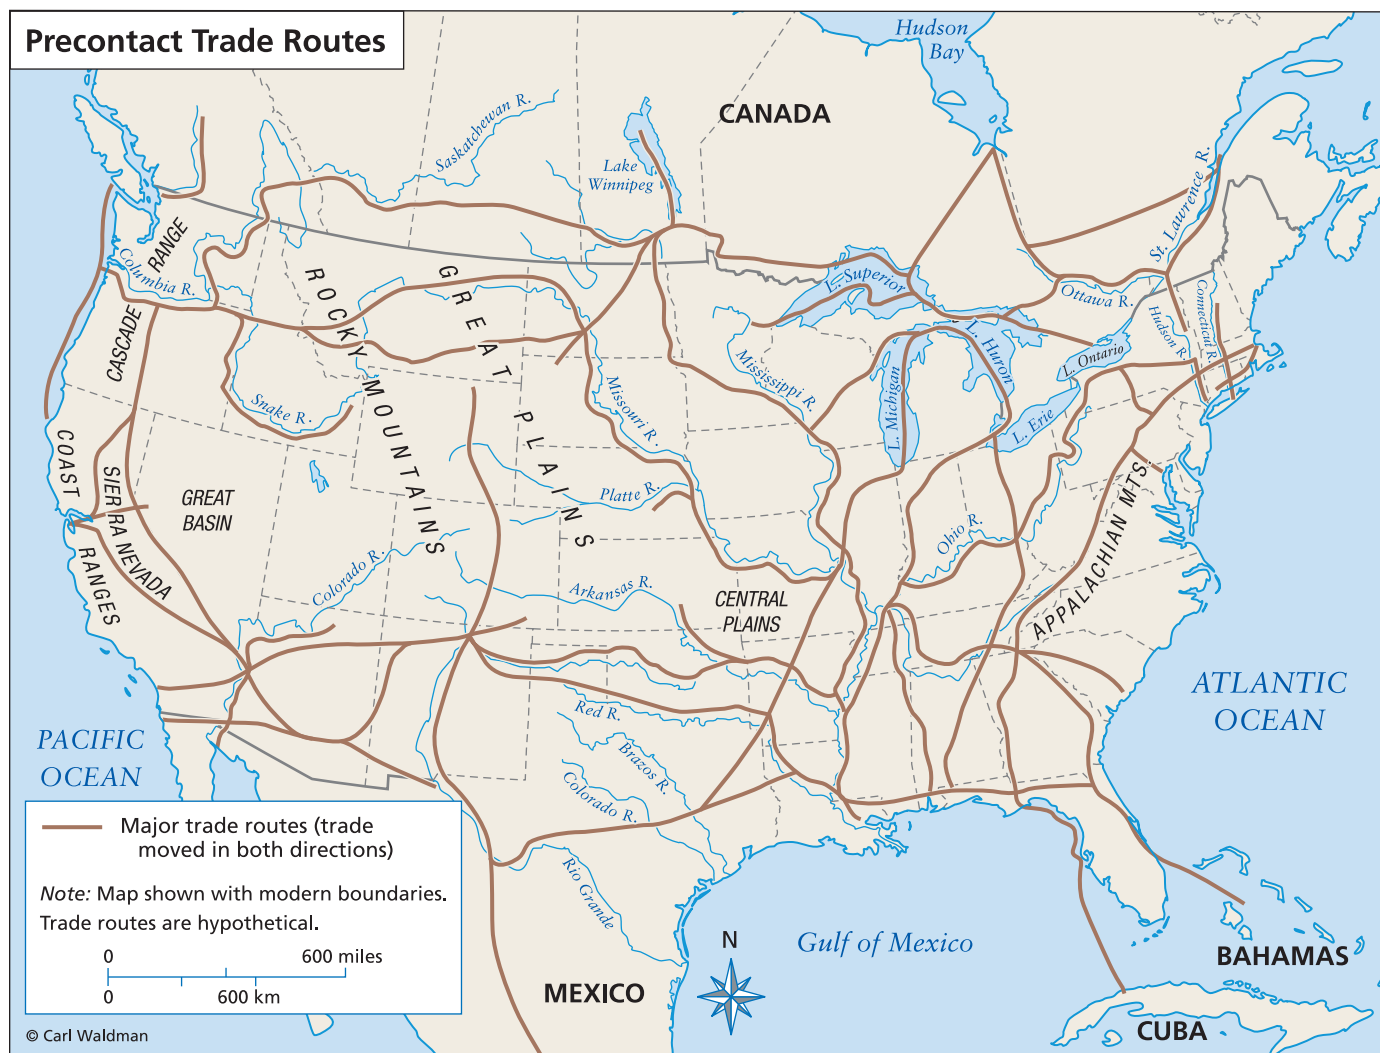 Precontact Trade Routes
Hudson
Bay
CANADA
Saskatchewan R.
Lake
Winnipeg
St. Lawrence R.
RANGE
Columbia R.
CASCADE
ROCKY MOUNTAINS
GREAT PLAINS
L. Superior
Ottawa R.
Connecticut R.
Hudson R.
L. Huron
L. Ontario
L. Michigan
L. Erie
Mississippi R.
Missouri R.
Snake R.
COAST
RANGES
SIERRA NEVADA
GREAT
BASIN
Platte R.
Ohio R.
APPALACHIAN MTS.
Colorado R.
Arkansas R.
CENTRAL
PLAINS
Red R.
Brazos R.
Colorado R.
Rio Grande
PACIFIC
OCEAN
ATLANTIC
OCEAN
Major trade routes (trade
moved in both directions)
Note: Map shown with modern boundaries.
Trade routes are hypothetical.
0 600 miles
0 600 km
N
Gulf of Mexico
MEXICO
BAHAMAS
CUBA
© Carl Waldman